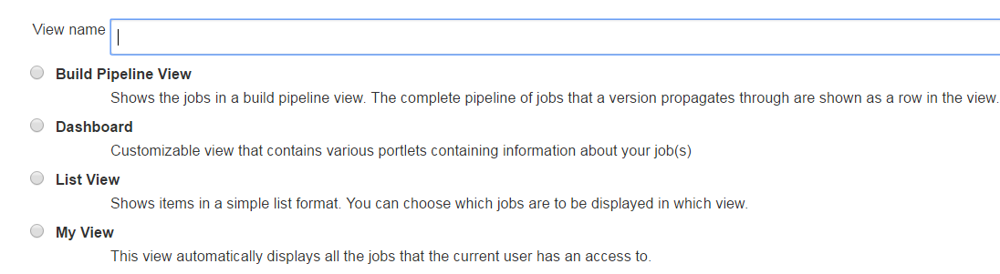 View name
Build Pipeline View
Shows the jobs in a build pipeline view. The complete pipeline of jobs that a version propagates through are shown as a row in the view.
Dashboard
Customizable view that contains various portlets containing information about your job(s)
List View
Shows items in a simple list format. You can choose which jobs are to be displayed in which view.
My View
This view automatically displays all the jobs that the current user has an access to.